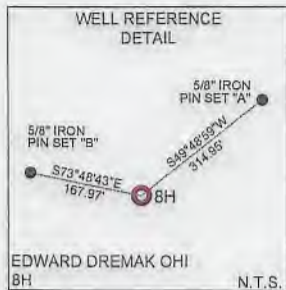 WELL REFERENCE
DETAIL
5/8" IRON
PIN SET "A"
5/8" IRON
PIN SET "B"
S49°48'59"W
314.95'
S73°48'43"E
167.97'
8H
EDWARD DREMAK OHI
8H
N.T.S.